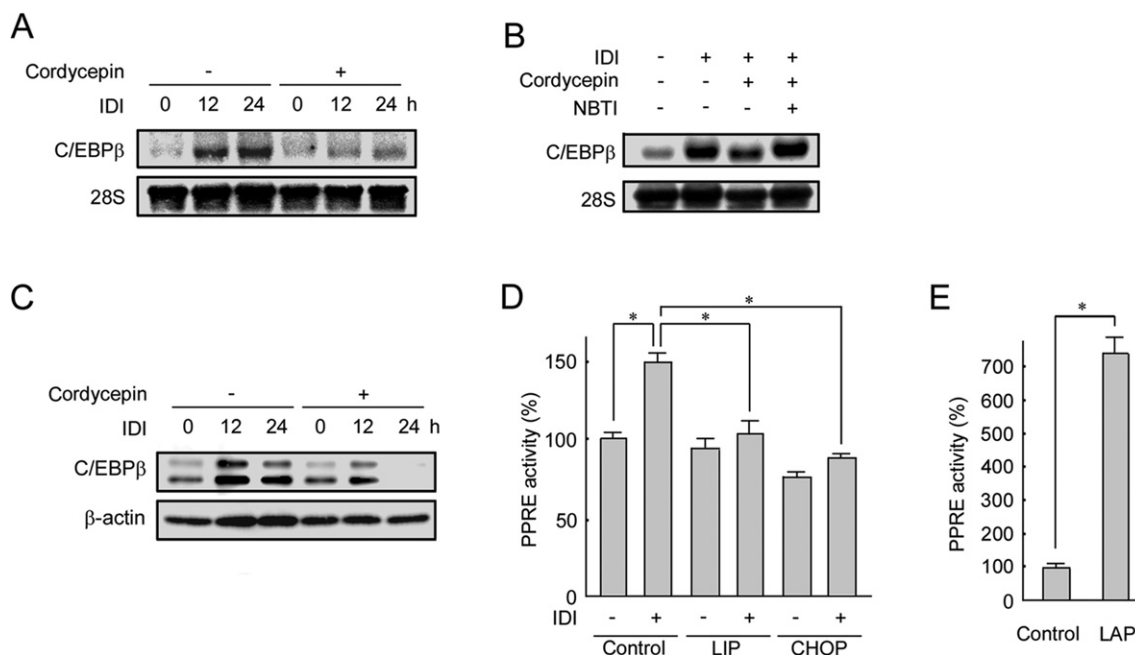 A
Cordycepin - +
IDI 0 12 24 0 12 24 h
C/EBPβ
28S
B
IDI - + + +
Cordycepin - - + +
NBTI - - - +
C/EBPβ
28S
C
Cordycepin - +
IDI 0 12 24 0 12 24 h
C/EBPβ
β-actin
D
* * *
PPRE activity (%)
150
100
50
0
IDI - + - + - +
Control LIP CHOP
E
*
PPRE activity (%)
700
600
500
400
300
200
100
0
Control LAP